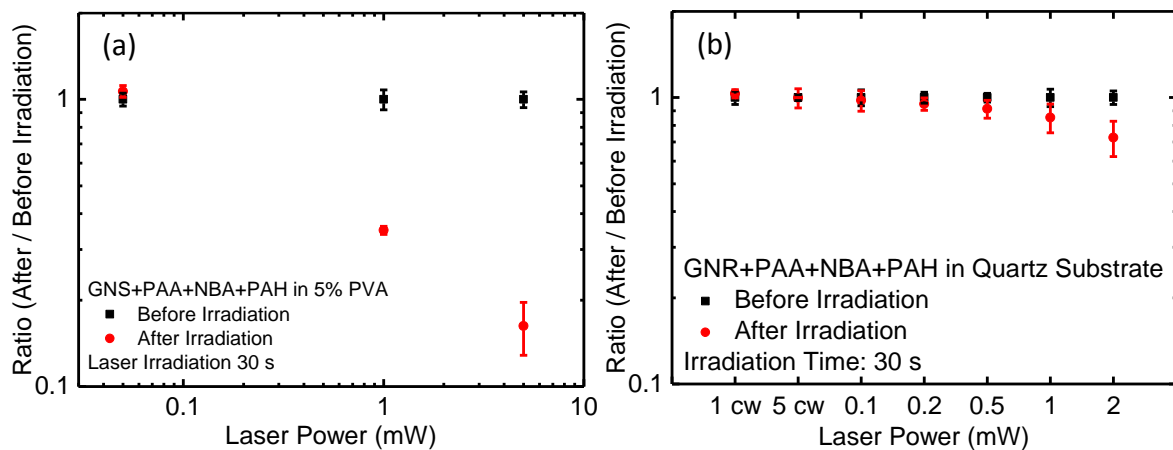 (a)
1
0.1
Ratio (After / Before Irradiation)
GNS+PAA+NBA+PAH in 5% PVA
Before Irradiation
After Irradiation
Laser Irradiation 30 s
0.1 1 10
Laser Power (mW)
(b)
1
0.1
Ratio (After / Before Irradiation)
GNR+PAA+NBA+PAH in Quartz Substrate
Before Irradiation
After Irradiation
Irradiation Time: 30 s
1 cw 5 cw 0.1 0.2 0.5 1 2
Laser Power (mW)